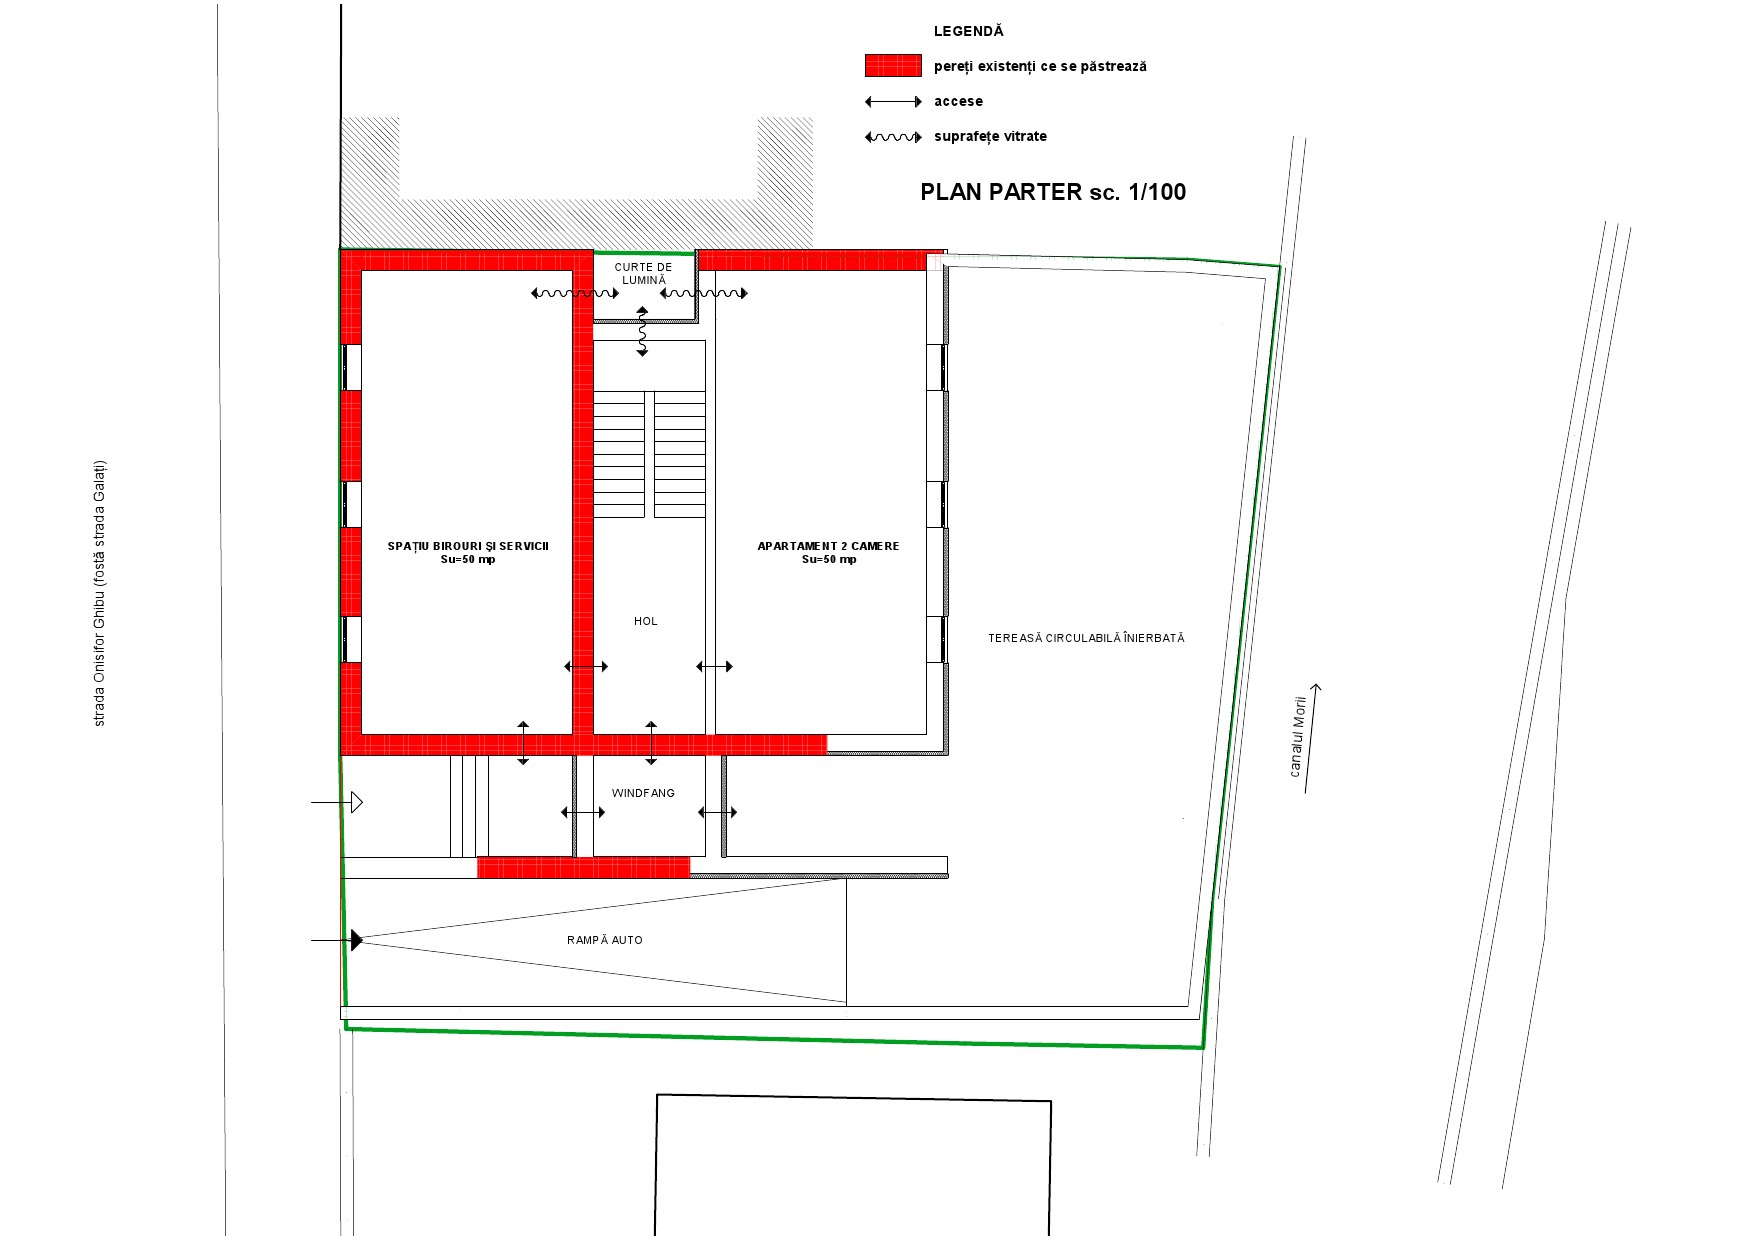 LEGENDĂ
pereți existenți ce se păstrează
accese
suprafețe vitrate
PLAN PARTER sc. 1/100
CURTE DE
LUMINĂ
strada Onisifor Ghibu (fostă strada Galați)
SPAȚIU BIROURI ȘI SERVICII
Su=50 mp
APARTAMENT 2 CAMERE
Su=50 mp
HOL
TEREASĂ CIRCULABILĂ ÎNIERBATĂ
canalul Morii
WINDFANG
RAMPĂ AUTO